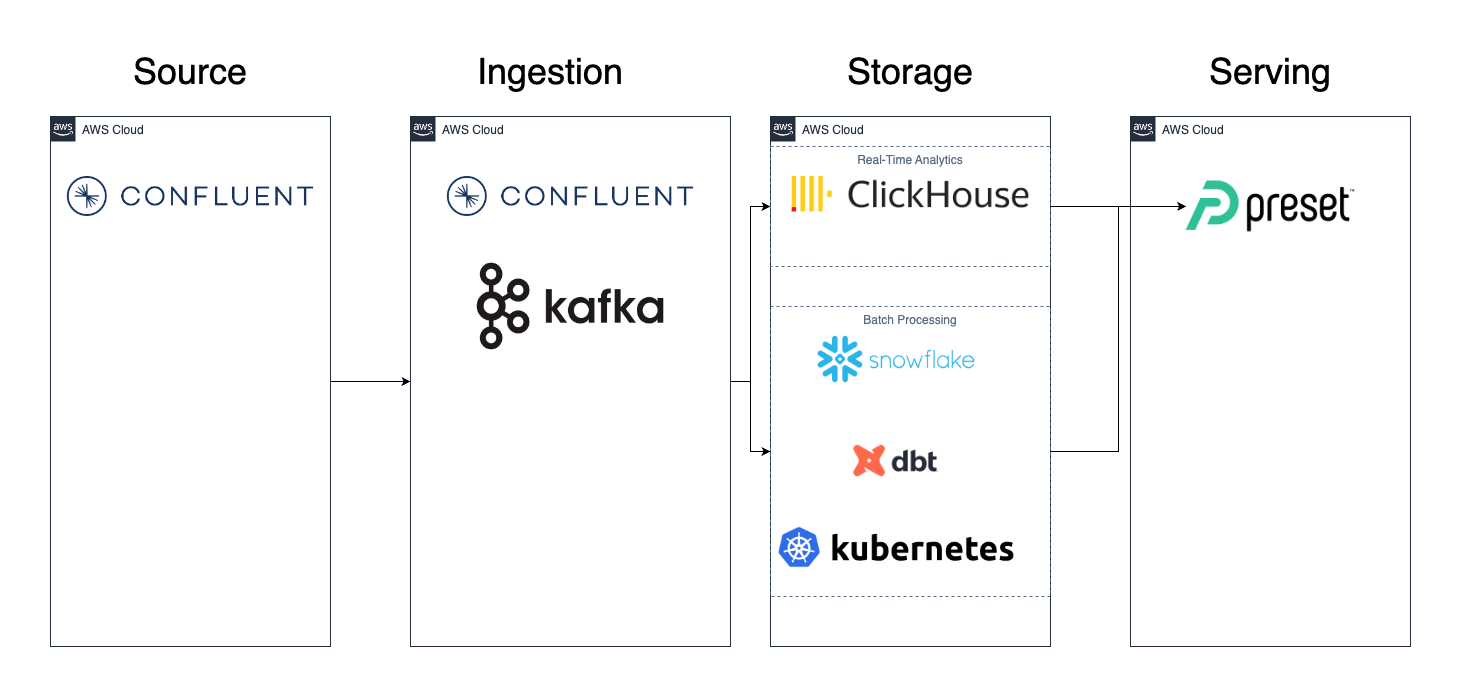 Source
Ingestion
Storage
Serving
aws
AWS Cloud
CONFLUENT
aws
AWS Cloud
CONFLUENT
kafka
aws
AWS Cloud
Real-Time Analytics
ClickHouse
Batch Processing
snowflake
dbt
kubernetes
aws
AWS Cloud
preset™